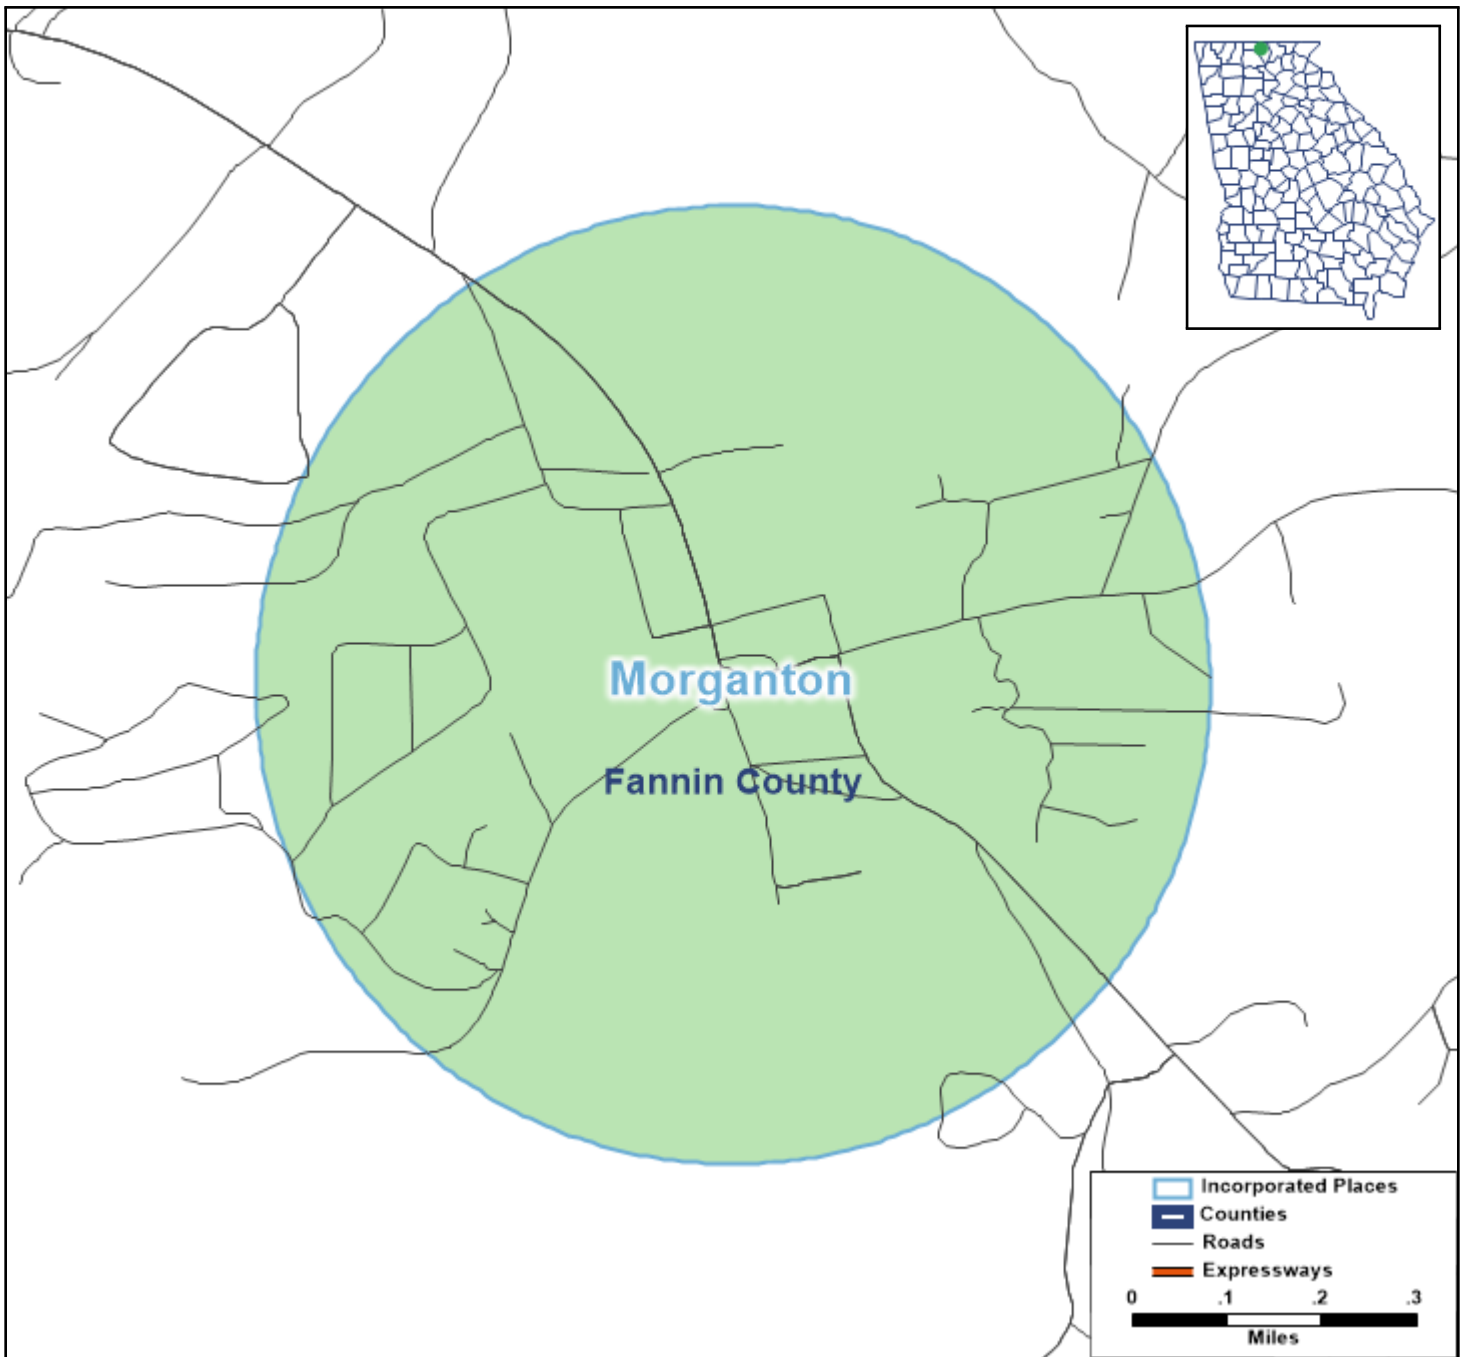 Morganton
Fannin County
Incorporated Places
Counties
Roads
Expressways
0 .1 .2 .3
Miles